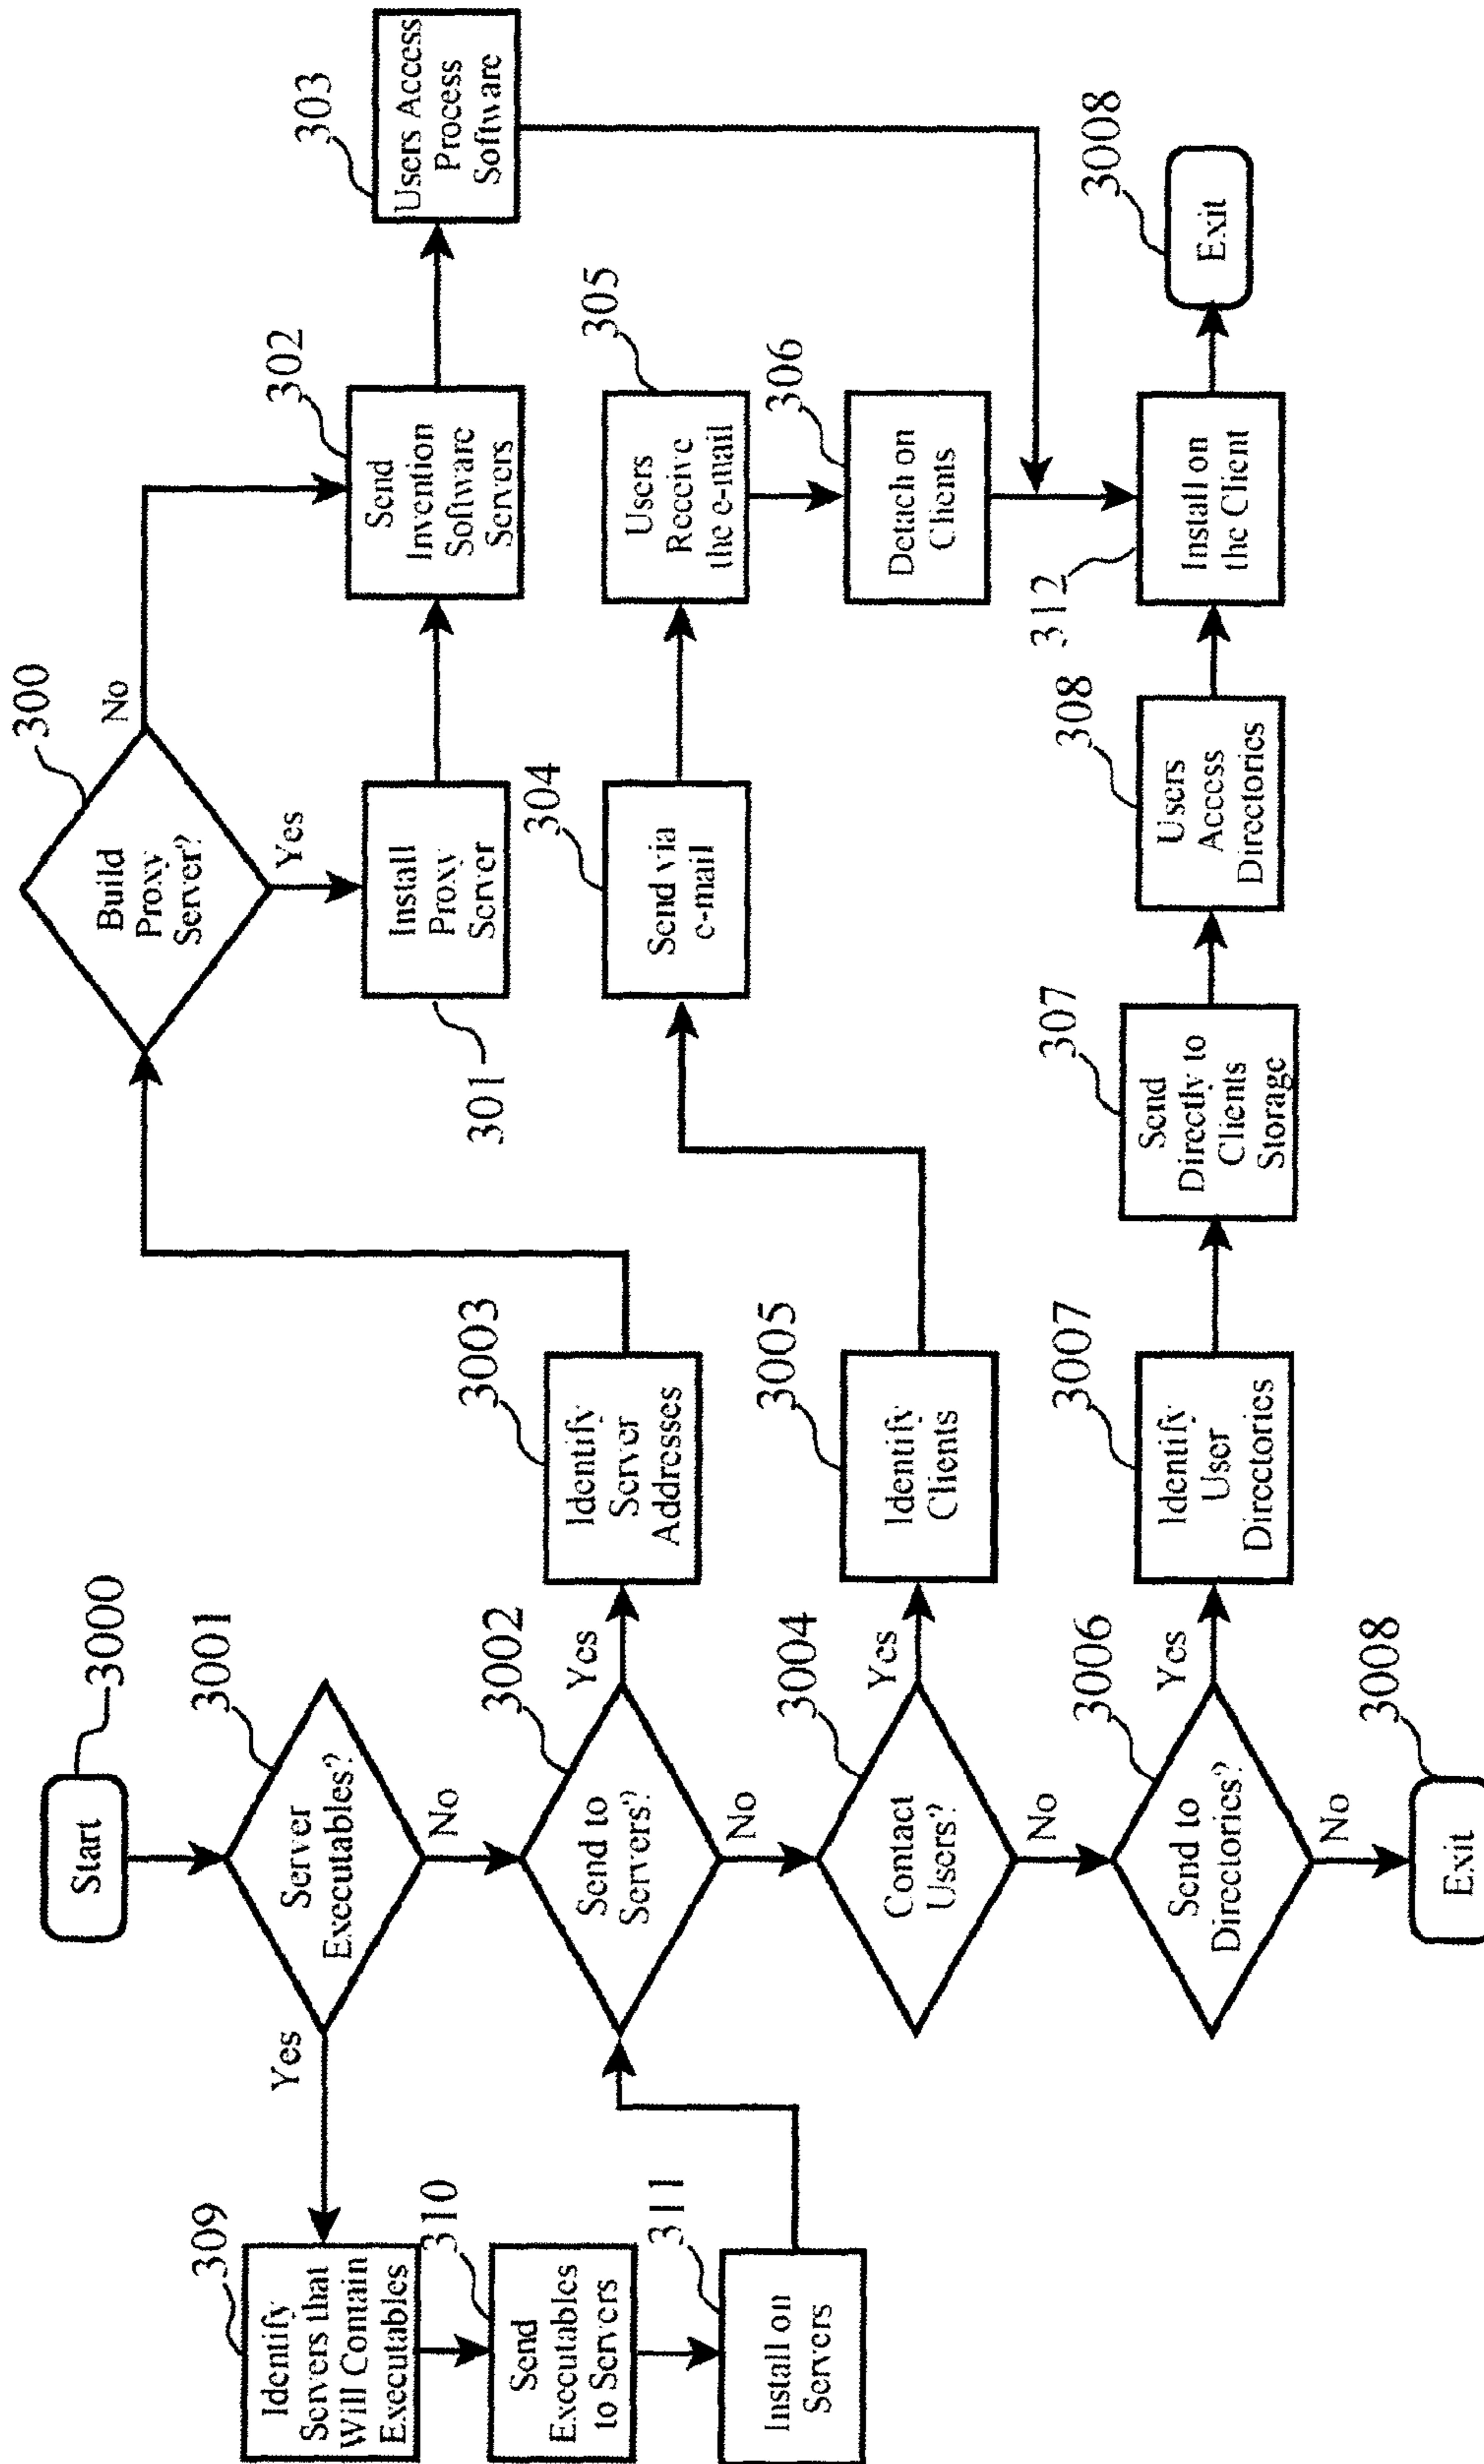 3000
Start
3001
Server
Executables?
Yes
No
309
Identify
Servers that
Will Contain
Executables
310
Send
Executables
to Servers
311
Install on
Servers
3002
Send to
Servers?
Yes
No
3003
Identify
Server
Addresses
300
Build
Proxy
Server?
No
Yes
301
Install
Proxy
Server
302
Send
Invention
Software
Servers
303
Users Access
Process
Software
3004
Contact
Users?
Yes
No
3005
Identify
Clients
304
Send via
e-mail
305
Users
Receive
the e-mail
306
Detach on
Clients
3006
Send to
Directories?
Yes
No
3007
Identify
User
Directories
307
Send
Directly to
Clients
Storage
308
Users
Access
Directories
312
Install on
the Client
3008
Exit
3008
Exit